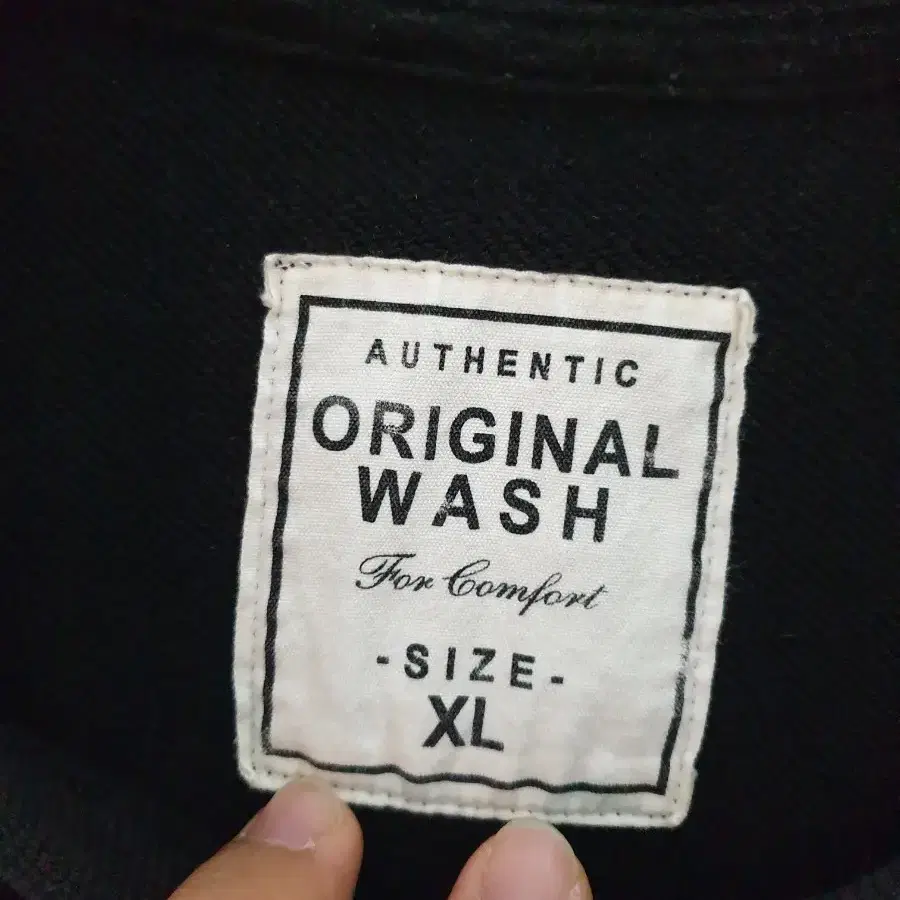 AUTHENTIC
ORIGINAL
WASH
For Comfort
-SIZE-
XL